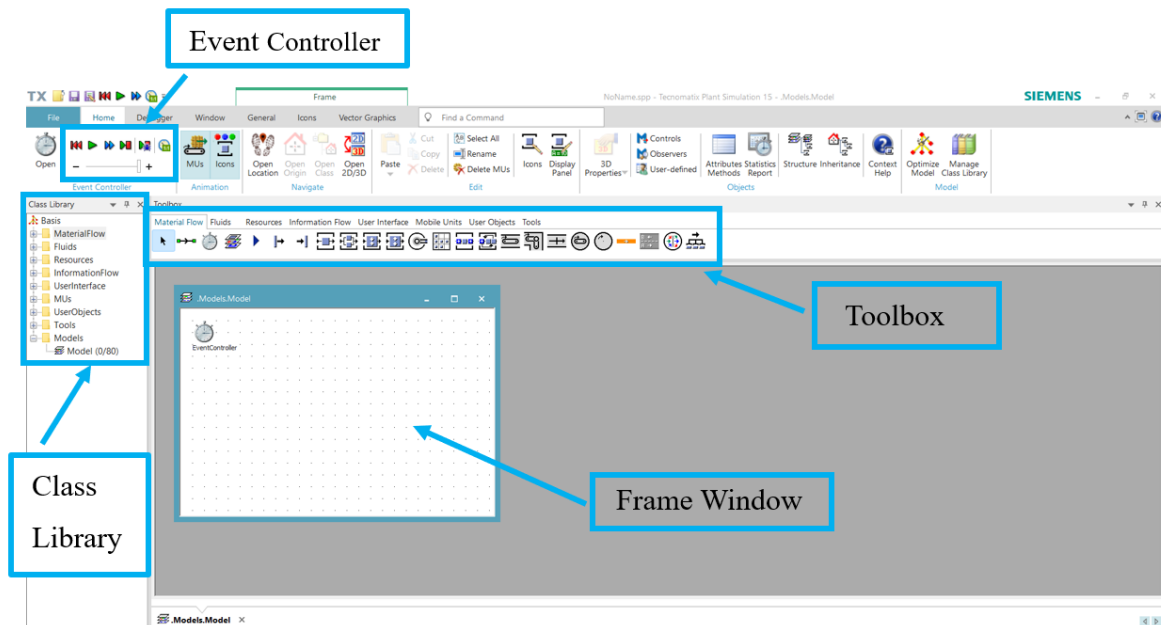 Event Controller
TX
Frame
NoName.spp - Tecnomatix Plant Simulation 15 - .Models.Model
SIEMENS
File Home Debugger Window General Icons Vector Graphics Find a Command
Open
Event Controller
MUs Icons
Animation
Open Location
Open Origin
Open Class
Open 2D/3D
Navigate
Paste
Cut
Copy
Delete
Select All
Rename
Delete MUs
Edit
Icons
Display Panel
3D Properties
Controls
Observers
User-defined
Attributes Methods
Statistics Report
Structure
Inheritance
Objects
Context Help
Optimize Model
Manage Class Library
Model
Class Library
Toolbox
Basis
MaterialFlow
Fluids
Resources
InformationFlow
UserInterface
MUs
UserObjects
Tools
Models
Model (0/80)
Material Flow Fluids Resources Information Flow User Interface Mobile Units User Objects Tools
.Models.Model
EventController
Toolbox
Frame Window
Class
Library
.Models.Model